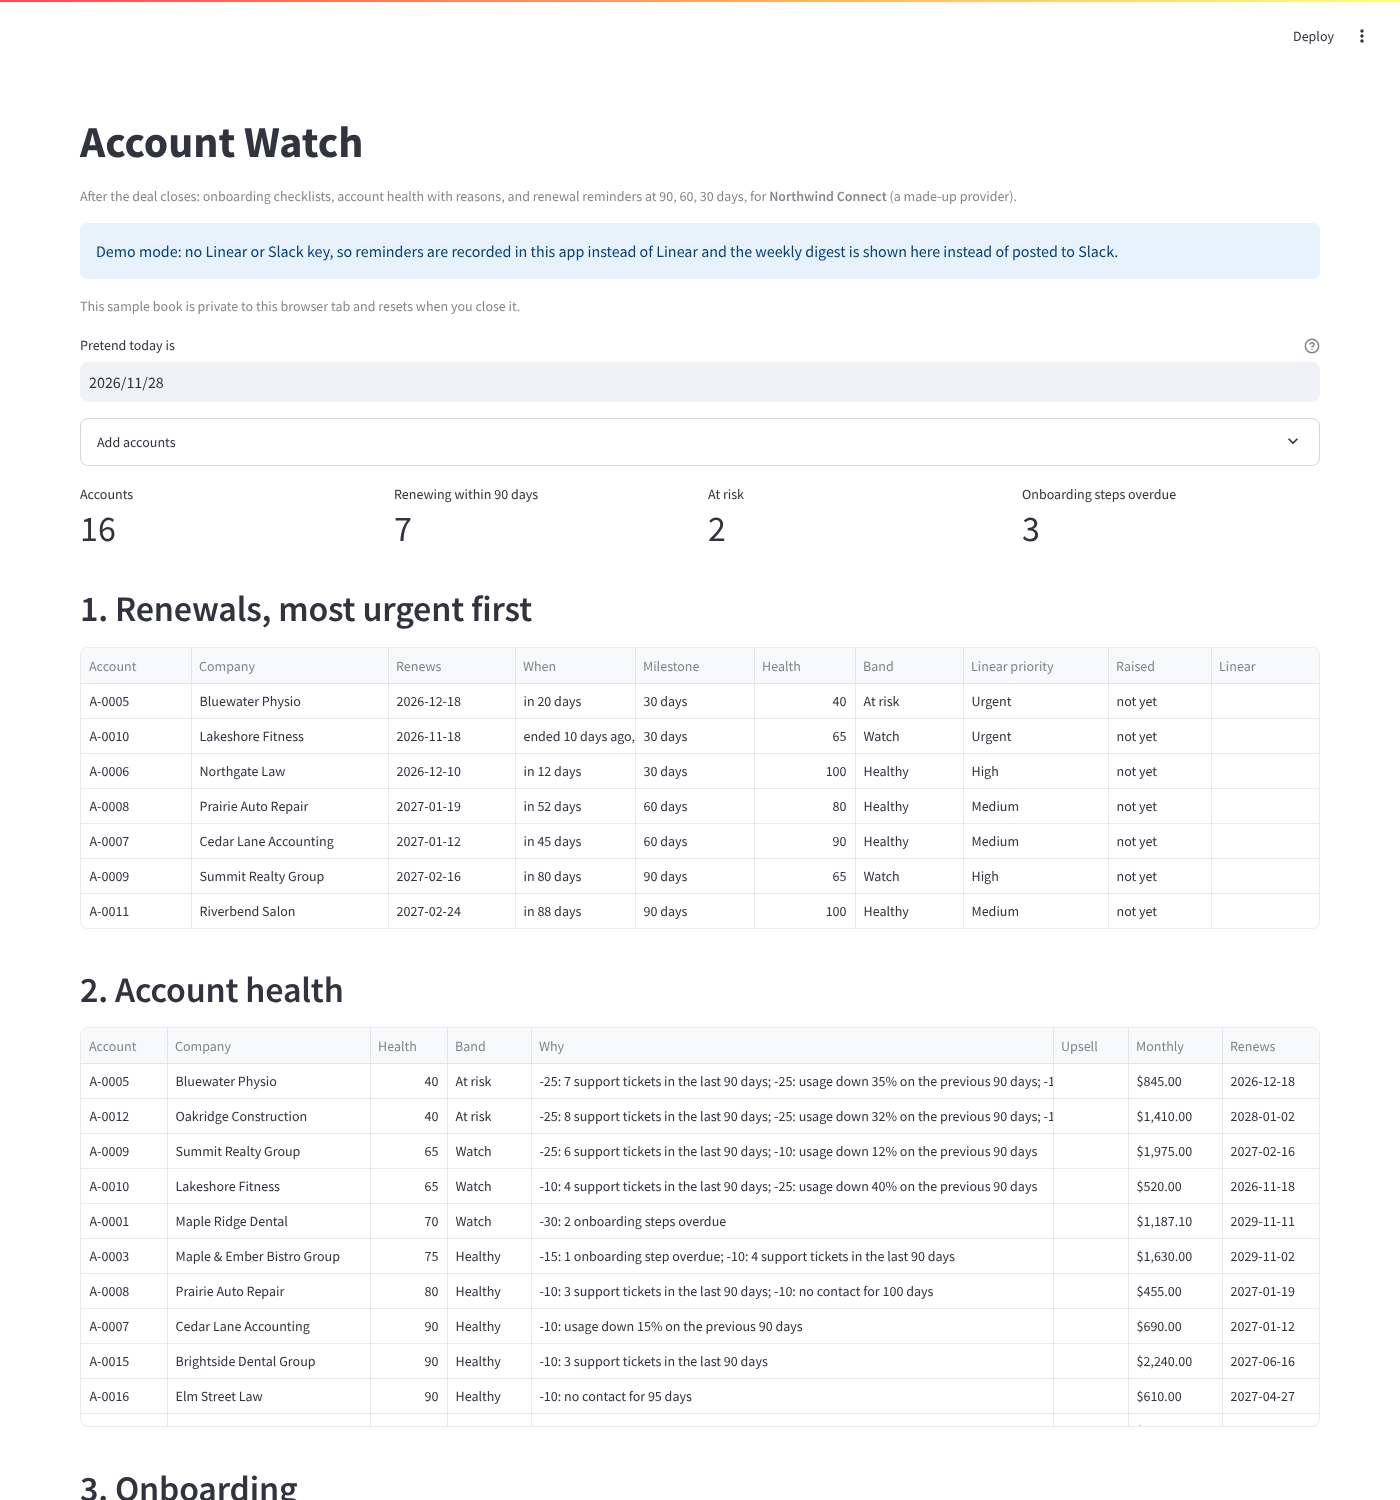 Deploy
Account Watch
After the deal closes: onboarding checklists, account health with reasons, and renewal reminders at 90, 60, 30 days, for Northwind Connect (a made-up provider).
Demo mode: no Linear or Slack key, so reminders are recorded in this app instead of Linear and the weekly digest is shown here instead of posted to Slack.
This sample book is private to this browser tab and resets when you close it.
Pretend today is
2026/11/28
Add accounts
Accounts Renewing within 90 days At risk Onboarding steps overdue
16 7 2 3
1. Renewals, most urgent first
Account Company Renews When Milestone Health Band Linear priority Raised Linear
A-0005 Bluewater Physio 2026-12-18 in 20 days 30 days 40 At risk Urgent not yet
A-0010 Lakeshore Fitness 2026-11-18 ended 10 days ago, 30 days 65 Watch Urgent not yet
A-0006 Northgate Law 2026-12-10 in 12 days 30 days 100 Healthy High not yet
A-0008 Prairie Auto Repair 2027-01-19 in 52 days 60 days 80 Healthy Medium not yet
A-0007 Cedar Lane Accounting 2027-01-12 in 45 days 60 days 90 Healthy Medium not yet
A-0009 Summit Realty Group 2027-02-16 in 80 days 90 days 65 Watch High not yet
A-0011 Riverbend Salon 2027-02-24 in 88 days 90 days 100 Healthy Medium not yet
2. Account health
Account Company Health Band Why Upsell Monthly Renews
A-0005 Bluewater Physio 40 At risk -25: 7 support tickets in the last 90 days; -25: usage down 35% on the previous 90 days; -1 $845.00 2026-12-18
A-0012 Oakridge Construction 40 At risk -25: 8 support tickets in the last 90 days; -25: usage down 32% on the previous 90 days; -1 $1,410.00 2028-01-02
A-0009 Summit Realty Group 65 Watch -25: 6 support tickets in the last 90 days; -10: usage down 12% on the previous 90 days $1,975.00 2027-02-16
A-0010 Lakeshore Fitness 65 Watch -10: 4 support tickets in the last 90 days; -25: usage down 40% on the previous 90 days $520.00 2026-11-18
A-0001 Maple Ridge Dental 70 Watch -30: 2 onboarding steps overdue $1,187.10 2029-11-11
A-0003 Maple & Ember Bistro Group 75 Healthy -15: 1 onboarding step overdue; -10: 4 support tickets in the last 90 days $1,630.00 2029-11-02
A-0008 Prairie Auto Repair 80 Healthy -10: 3 support tickets in the last 90 days; -10: no contact for 100 days $455.00 2027-01-19
A-0007 Cedar Lane Accounting 90 Healthy -10: usage down 15% on the previous 90 days $690.00 2027-01-12
A-0015 Brightside Dental Group 90 Healthy -10: 3 support tickets in the last 90 days $2,240.00 2027-06-16
A-0016 Elm Street Law 90 Healthy -10: no contact for 95 days $610.00 2027-04-27
3. Onboarding